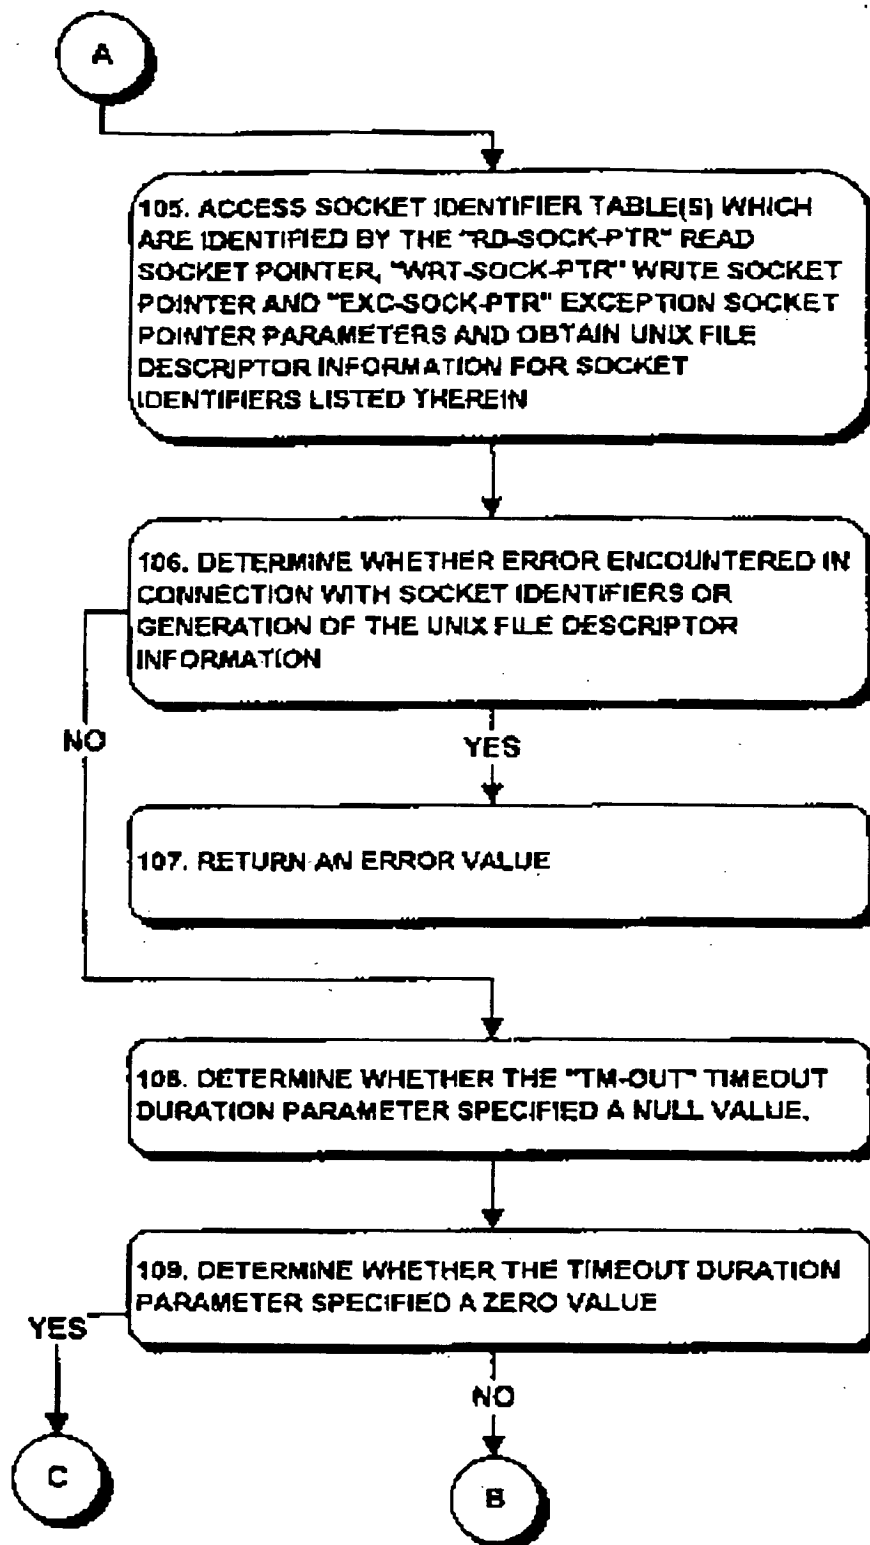 A
105. ACCESS SOCKET IDENTIFIER TABLE(S) WHICH
ARE IDENTIFIED BY THE "RD-SOCK-PTR" READ
SOCKET POINTER, "WRT-SOCK-PTR" WRITE SOCKET
POINTER AND "EXC-SOCK-PTR" EXCEPTION SOCKET
POINTER PARAMETERS AND OBTAIN UNIX FILE
DESCRIPTOR INFORMATION FOR SOCKET
IDENTIFIERS LISTED THEREIN
106. DETERMINE WHETHER ERROR ENCOUNTERED IN
CONNECTION WITH SOCKET IDENTIFIERS OR
GENERATION OF THE UNIX FILE DESCRIPTOR
INFORMATION
NO
YES
107. RETURN AN ERROR VALUE
108. DETERMINE WHETHER THE "TM-OUT" TIMEOUT
DURATION PARAMETER SPECIFIED A NULL VALUE.
109. DETERMINE WHETHER THE TIMEOUT DURATION
PARAMETER SPECIFIED A ZERO VALUE
YES
NO
C
B